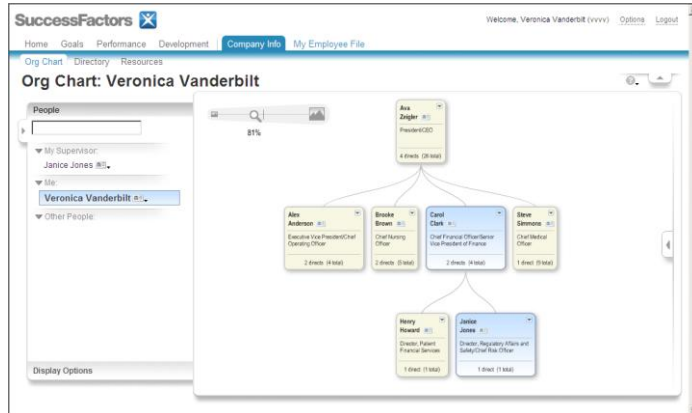 SuccessFactors
Welcome, Veronica Vanderbilt (vvvv) Options Logout
Home Goals Performance Development Company Info My Employee File
Org Chart Directory Resources
Org Chart: Veronica Vanderbilt
People
My Supervisor:
Janice Jones
Me:
Veronica Vanderbilt
Other People:
Display Options
81%
Ava
Zeigler
President/CEO
4 directs (26 total)
Alex
Anderson
Executive Vice President/Chief
Operating Officer
2 directs (4 total)
Brooke
Brown
Chief Nursing
Officer
2 directs (5 total)
Carol
Clark
Chief Financial Officer/Senior
Vice President of Finance
2 directs (4 total)
Steve
Simmons
Chief Medical
Officer
1 direct (9 total)
Henry
Howard
Director, Patient
Financial Services
1 direct (1 total)
Janice
Jones
Director, Regulatory Affairs and
Safety/Chief Risk Officer
1 direct (1 total)